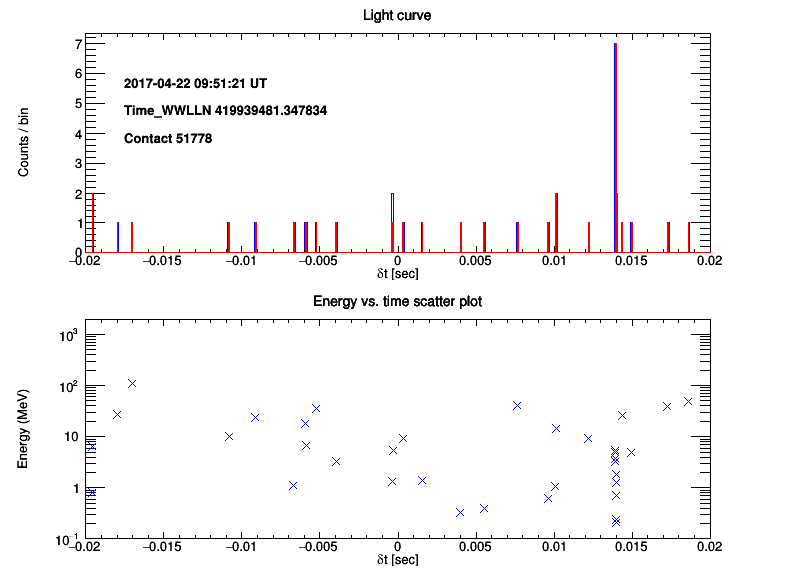 Light curve
7
6
5
4
3
2
1
0
Counts / bin
2017-04-22 09:51:21 UT
Time_WWLLN 419939481.347834
Contact 51778
−0.02 −0.015 −0.01 −0.005 0 0.005 0.01 0.015 0.02
δt [sec]
Energy vs. time scatter plot
10³
10²
10
1
10⁻¹
Energy (MeV)
−0.02 −0.015 −0.01 −0.005 0 0.005 0.01 0.015 0.02
δt [sec]